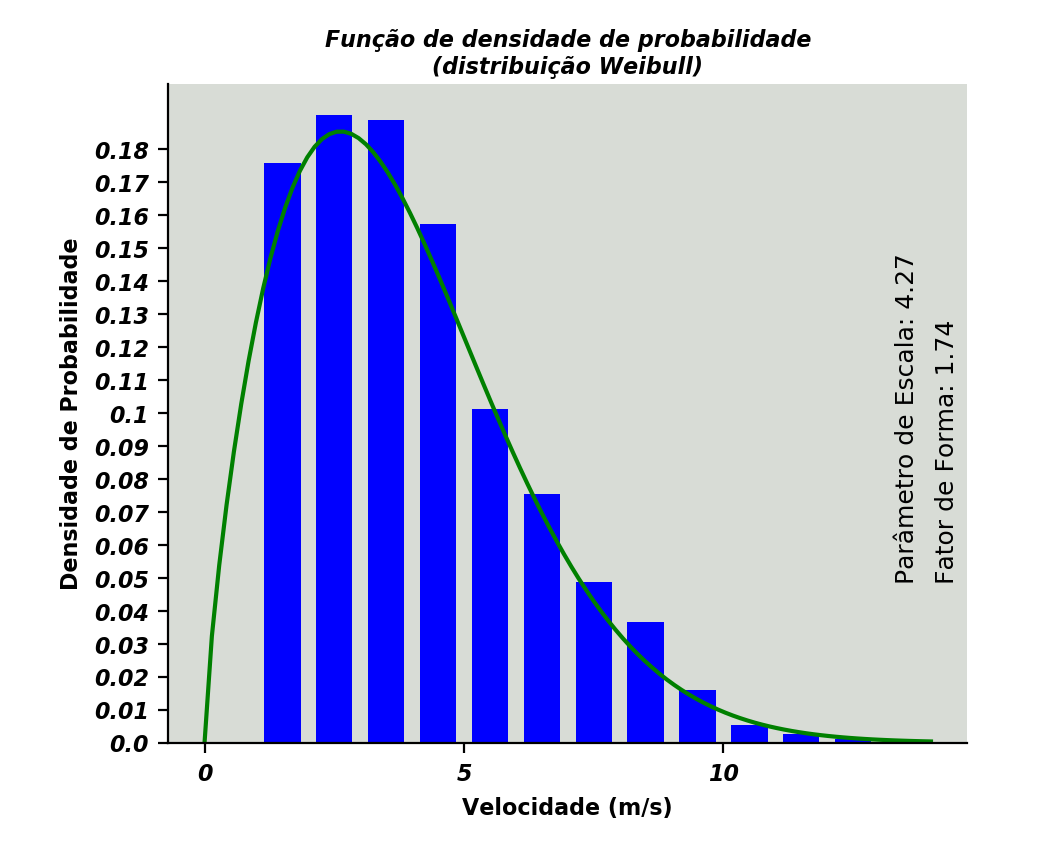 Função de densidade de probabilidade
(distribuição Weibull)
Densidade de Probabilidade
0.18
0.17
0.16
0.15
0.14
0.13
0.12
0.11
0.1
0.09
0.08
0.07
0.06
0.05
0.04
0.03
0.02
0.01
0.0
Parâmetro de Escala: 4.27
Fator de Forma: 1.74
0 5 10
Velocidade (m/s)